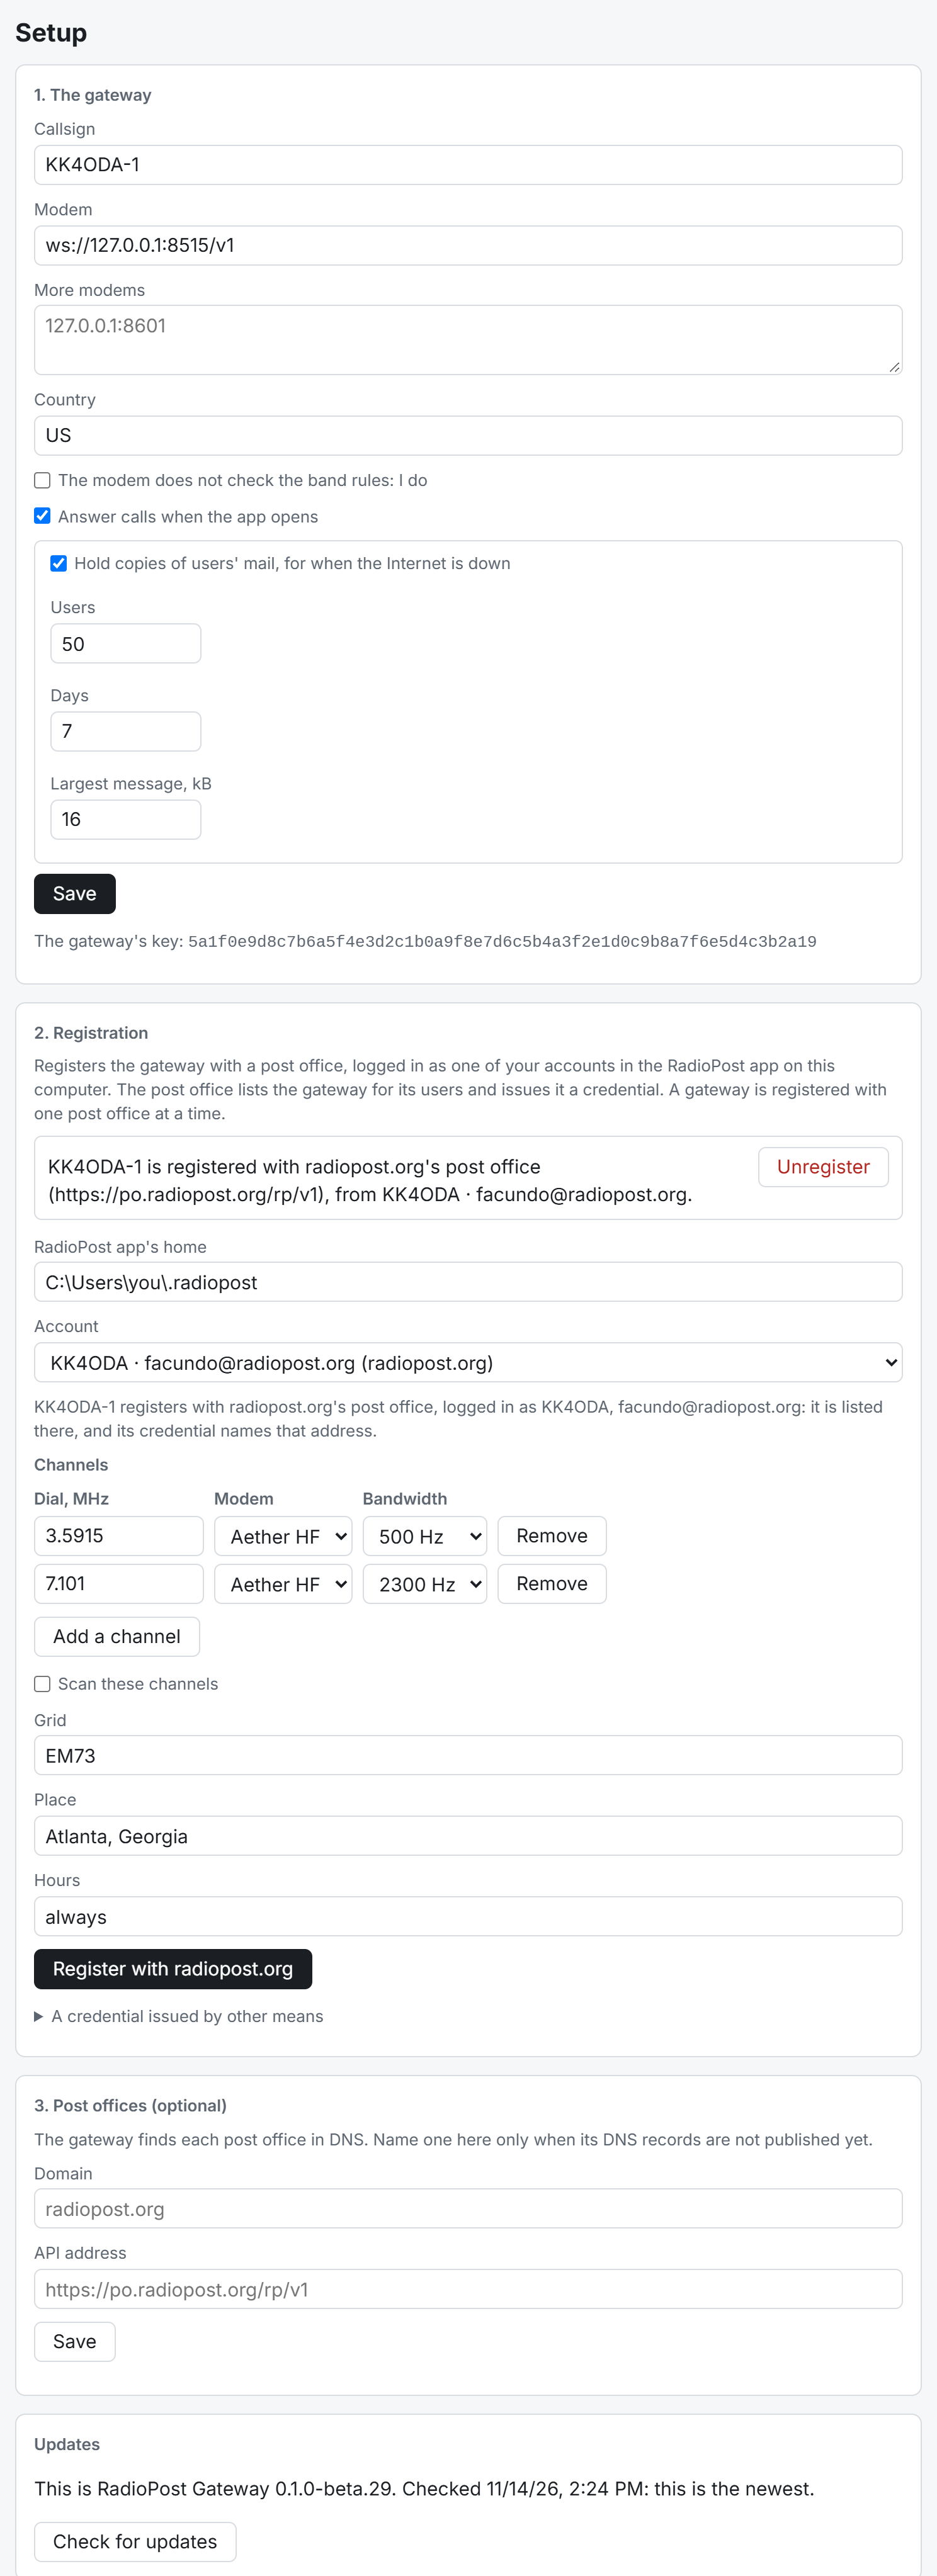 Setup
1. The gateway
Callsign
KK4ODA-1
Modem
ws://127.0.0.1:8515/v1
More modems
127.0.0.1:8601
Country
US
The modem does not check the band rules: I do
Answer calls when the app opens
Hold copies of users' mail, for when the Internet is down
Users
50
Days
7
Largest message, kB
16
Save
The gateway's key: 5a1f0e9d8c7b6a5f4e3d2c1b0a9f8e7d6c5b4a3f2e1d0c9b8a7f6e5d4c3b2a19
2. Registration
Registers the gateway with a post office, logged in as one of your accounts in the RadioPost app on this
computer. The post office lists the gateway for its users and issues it a credential. A gateway is registered with
one post office at a time.
KK4ODA-1 is registered with radiopost.org's post office
(https://po.radiopost.org/rp/v1), from KK4ODA · facundo@radiopost.org.
Unregister
RadioPost app's home
C:\Users\you\.radiopost
Account
KK4ODA · facundo@radiopost.org (radiopost.org)
KK4ODA-1 registers with radiopost.org's post office, logged in as KK4ODA, facundo@radiopost.org: it is listed
there, and its credential names that address.
Channels
Dial, MHz Modem Bandwidth
3.5915 Aether HF 500 Hz Remove
7.101 Aether HF 2300 Hz Remove
Add a channel
Scan these channels
Grid
EM73
Place
Atlanta, Georgia
Hours
always
Register with radiopost.org
A credential issued by other means
3. Post offices (optional)
The gateway finds each post office in DNS. Name one here only when its DNS records are not published yet.
Domain
radiopost.org
API address
https://po.radiopost.org/rp/v1
Save
Updates
This is RadioPost Gateway 0.1.0-beta.29. Checked 11/14/26, 2:24 PM: this is the newest.
Check for updates